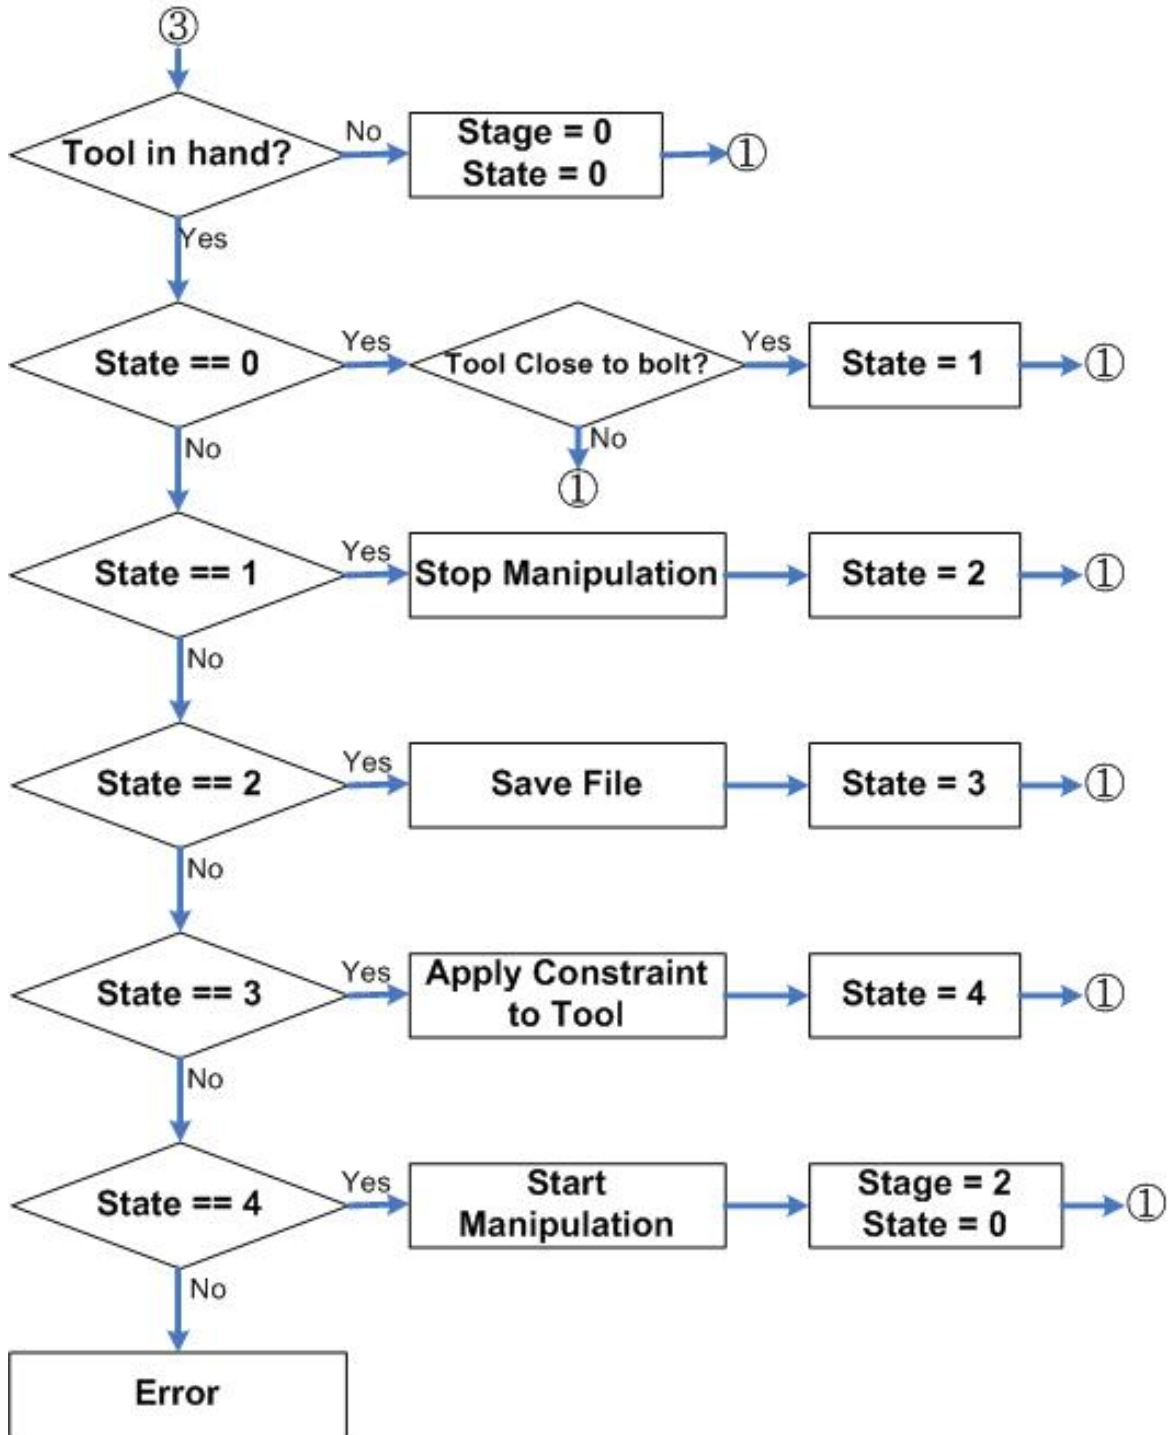 ③
Tool in hand?
No
Stage = 0
State = 0
①
Yes
State == 0
Yes
Tool Close to bolt?
Yes
State = 1
①
No
①
No
State == 1
Yes
Stop Manipulation
State = 2
①
No
State == 2
Yes
Save File
State = 3
①
No
State == 3
Yes
Apply Constraint
to Tool
State = 4
①
No
State == 4
Yes
Start
Manipulation
Stage = 2
State = 0
①
No
Error